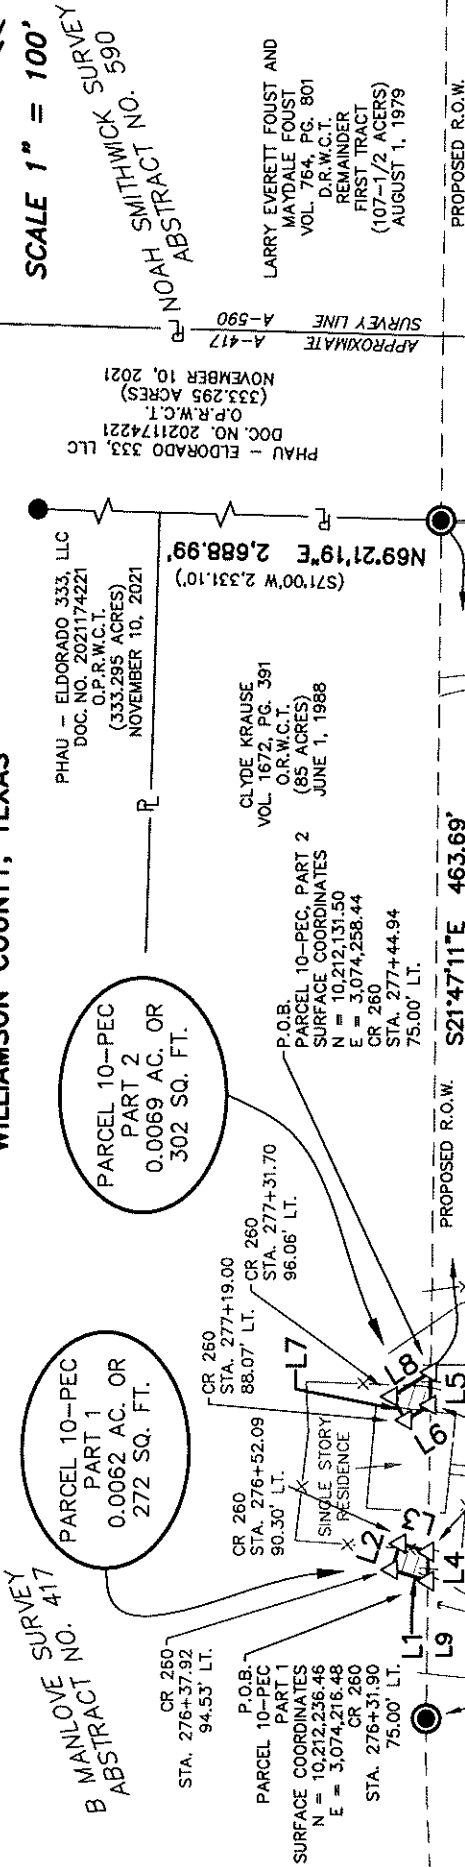 WILLIAMSON COUNTY, TEXAS
SCALE 1" = 100'
B MANLOVE SURVEY
ABSTRACT NO. 417
NOAH SMITHWICK SURVEY
ABSTRACT NO. 590
PARCEL 10-PEC
PART 1
0.0062 AC. OR
272 SQ. FT.
PARCEL 10-PEC
PART 2
0.0069 AC. OR
302 SQ. FT.
PHAU - ELDORADO 333, LLC
DOC. NO. 2021174221
O.P.R.W.C.T.
(333.295 ACRES)
NOVEMBER 10, 2021
PHAU - ELDORADO 333, LLC
DOC. NO. 2021174221
O.P.R.W.C.T.
(333.295 ACRES)
NOVEMBER 10, 2021
LARRY EVERETT FOUST AND
MAYDALE FOUST
VOL. 764, PG. 801
D.R.W.C.T.
REMAINDER
FIRST TRACT
(107-1/2 ACERS)
AUGUST 1, 1979
APPROXIMATE
SURVEY LINE
A-417
A-590
PL
PL
PL
N69°21'19"E 2,688.99'
(S71°00'W 2,331.10')
CLYDE KRAUSE
VOL. 1672, PG. 391
O.R.W.C.T.
(85 ACRES)
JUNE 1, 1988
CR 260
STA. 276+37.92
94.53' LT.
CR 260
STA. 276+52.09
90.30' LT.
CR 260
STA. 277+19.00
88.07' LT.
CR 260
STA. 277+31.70
96.06' LT.
P.O.B.
PARCEL 10-PEC
PART 1
SURFACE COORDINATES
N = 10,212,236.46
E = 3,074,216.48
CR 260
STA. 276+31.90
75.00' LT.
P.O.B.
PARCEL 10-PEC, PART 2
SURFACE COORDINATES
N = 10,212,131.50
E = 3,074,258.44
CR 260
STA. 277+44.94
75.00' LT.
SINGLE STORY
RESIDENCE
L1
L2
L3
L4
L5
L6
L7
L8
L9
PROPOSED R.O.W.
S21°47'11"E 463.69'
PROPOSED R.O.W.